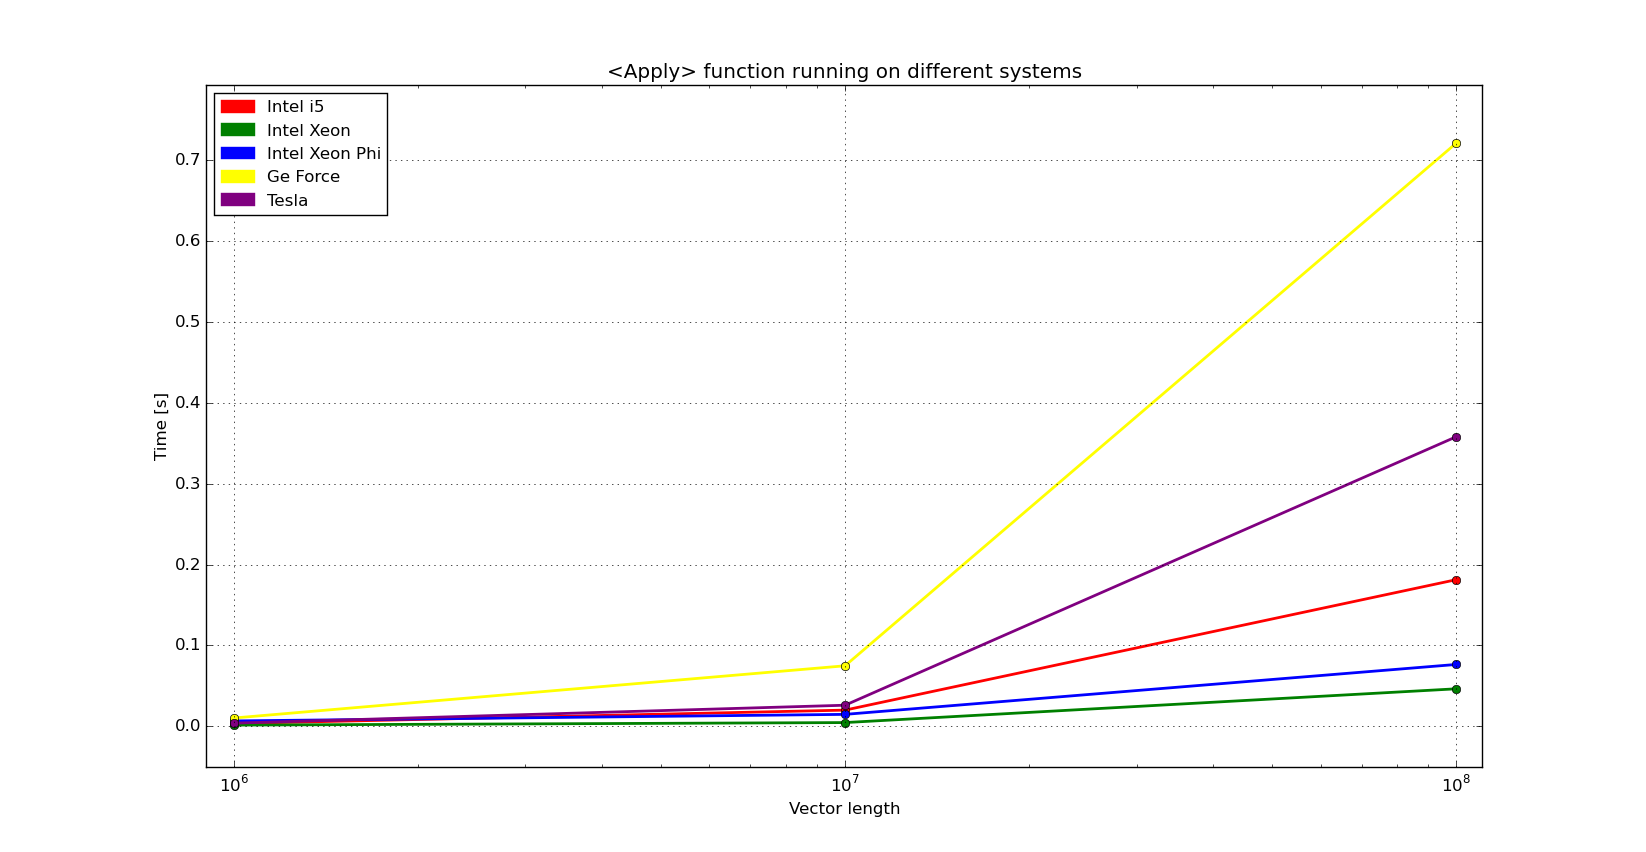 <Apply> function running on different systems
Intel i5
Intel Xeon
Intel Xeon Phi
Ge Force
Tesla
0.7
0.6
0.5
0.4
0.3
0.2
0.1
0.0
Time [s]
10^6 10^7 10^8
Vector length